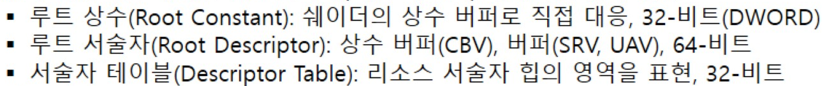 ▪ 루트 상수(Root Constant): 쉐이더의 상수 버퍼로 직접 대응, 32-비트(DWORD)
▪ 루트 서술자(Root Descriptor): 상수 버퍼(CBV), 버퍼(SRV, UAV), 64-비트
▪ 서술자 테이블(Descriptor Table): 리소스 서술자 힙의 영역을 표현, 32-비트